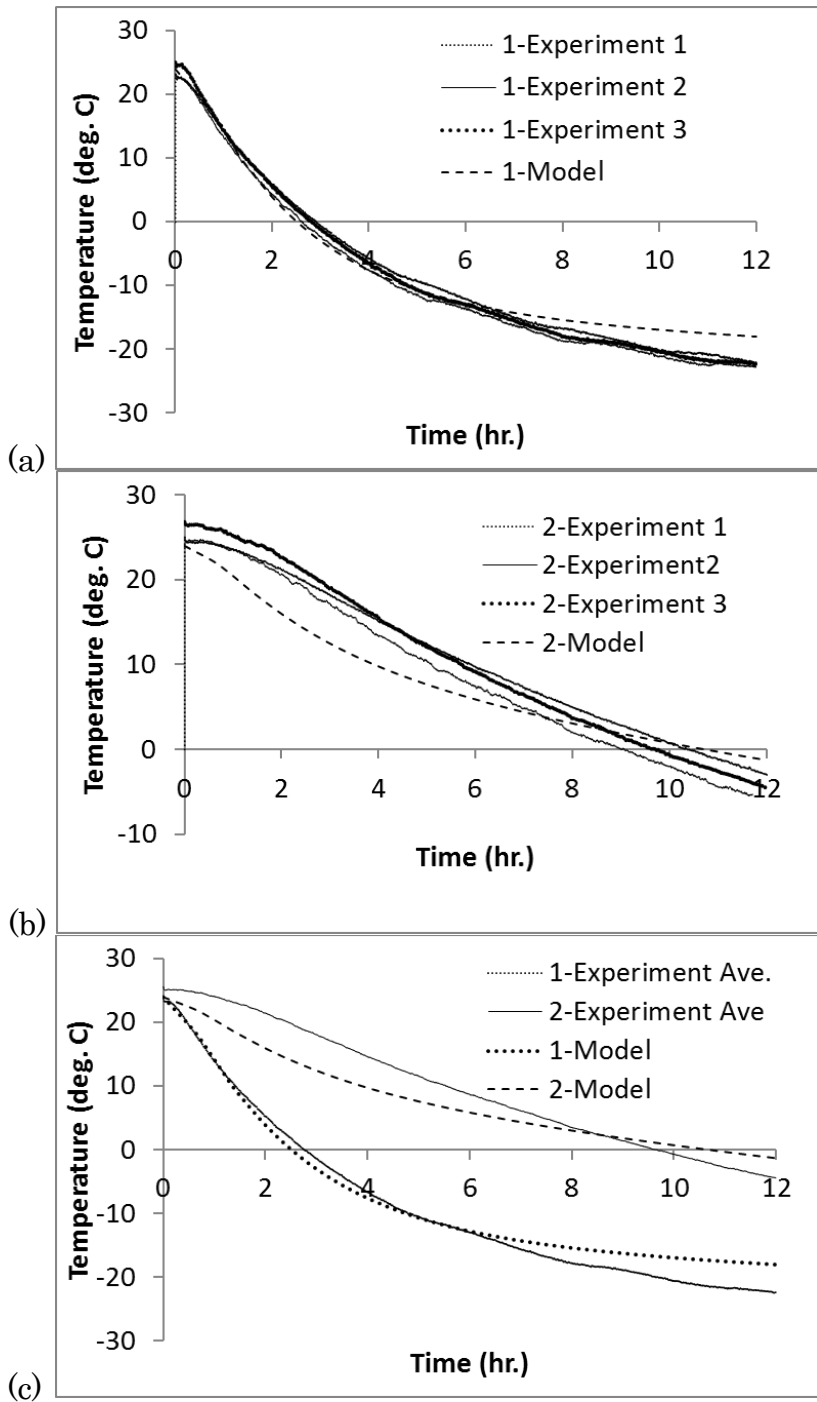 30
20
10
0
-10
-20
-30
Temperature (deg. C)
1-Experiment 1
1-Experiment 2
1-Experiment 3
1-Model
0 2 4 6 8 10 12
Time (hr.)
(a)
30
20
10
0
-10
Temperature (deg. C)
2-Experiment 1
2-Experiment2
2-Experiment 3
2-Model
0 2 4 6 8 10 12
Time (hr.)
(b)
30
20
10
0
-10
-20
-30
Temperature (deg. C)
1-Experiment Ave.
2-Experiment Ave
1-Model
2-Model
0 2 4 6 8 10 12
Time (hr.)
(c)